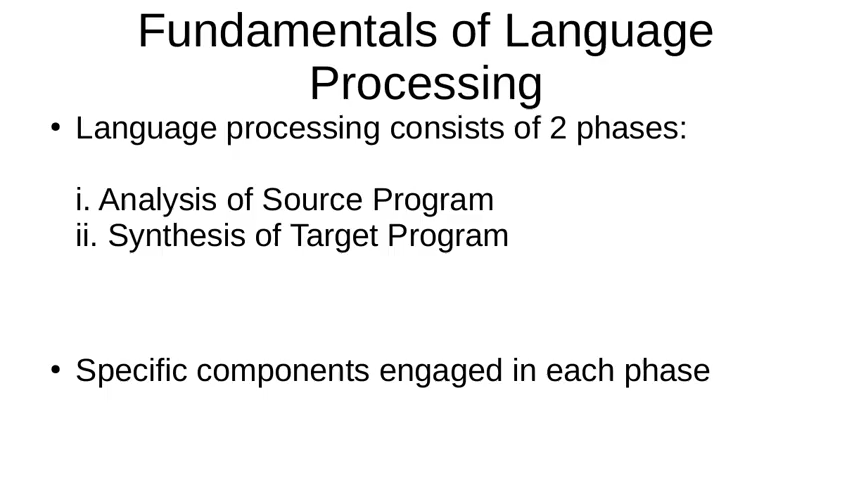 Fundamentals of Language
Processing
• Language processing consists of 2 phases:
i. Analysis of Source Program
ii. Synthesis of Target Program
• Specific components engaged in each phase